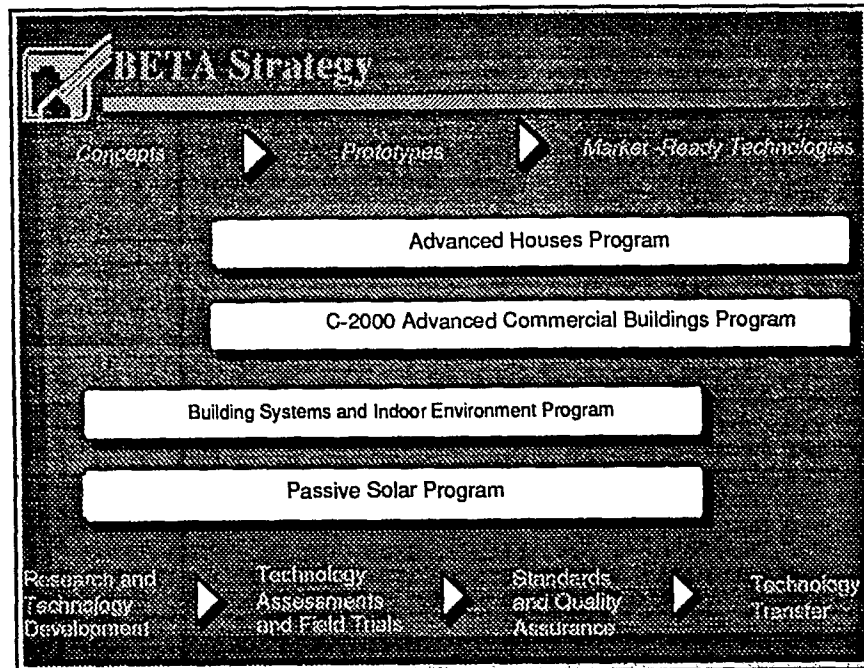 BETA Strategy
Concepts
Prototypes
Market-Ready Technologies
Advanced Houses Program
C-2000 Advanced Commercial Buildings Program
Building Systems and Indoor Environment Program
Passive Solar Program
Research and
Technology
Development
Technology
Assessments
and Field Trials
Standards
and Quality
Assurance
Technology
Transfer